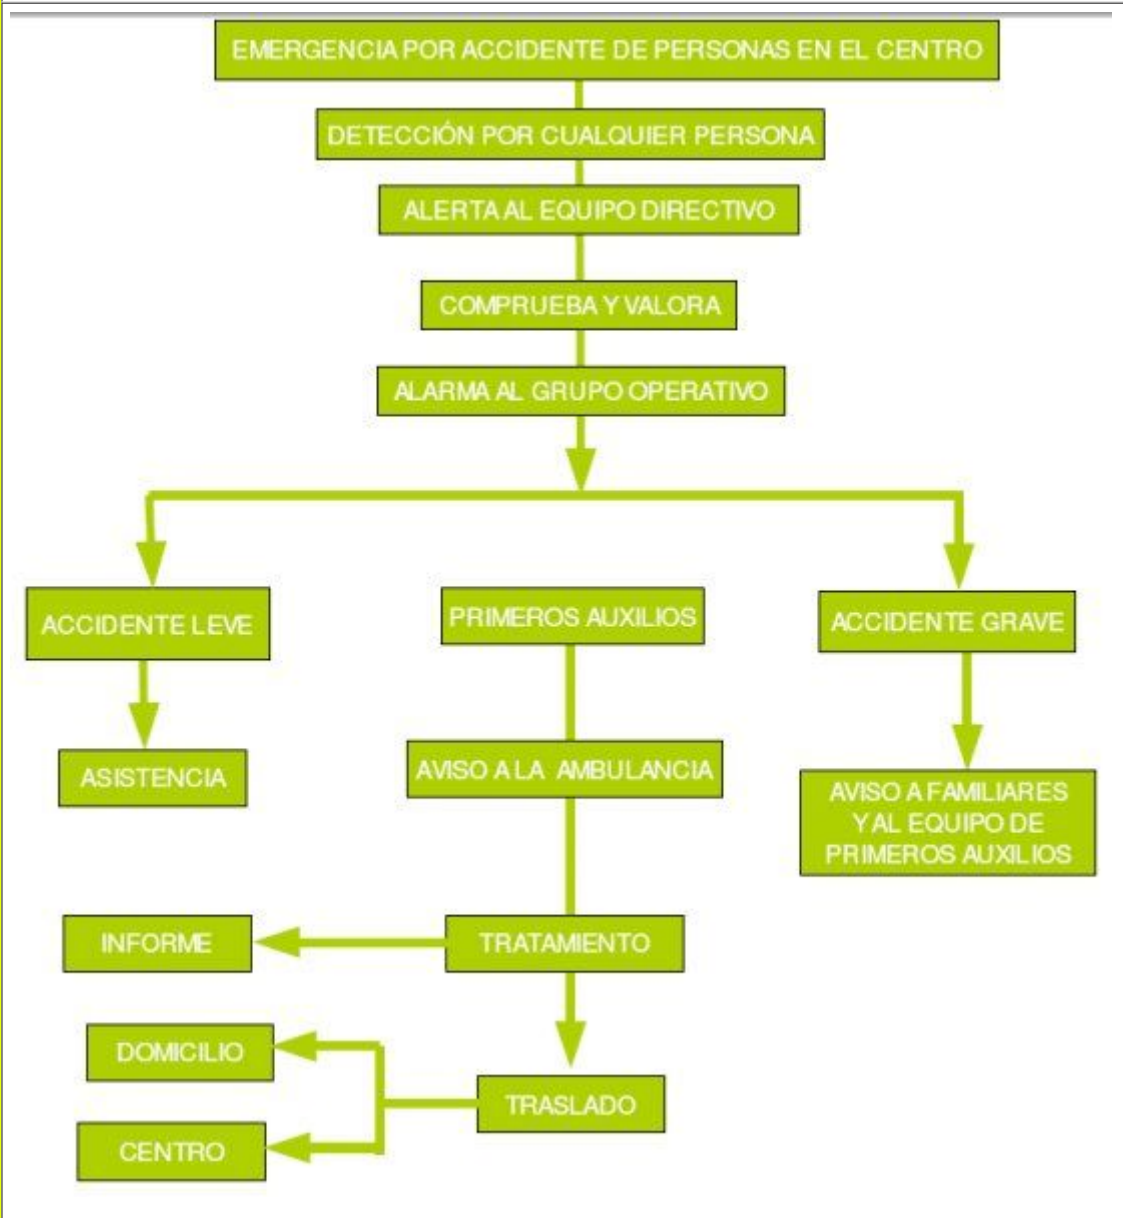 EMERGENCIA POR ACCIDENTE DE PERSONAS EN EL CENTRO
DETECCIÓN POR CUALQUIER PERSONA
ALERTA AL EQUIPO DIRECTIVO
COMPRUEBA Y VALORA
ALARMA AL GRUPO OPERATIVO
ACCIDENTE LEVE
PRIMEROS AUXILIOS
ACCIDENTE GRAVE
ASISTENCIA
AVISO A LA AMBULANCIA
AVISO A FAMILIARES
Y AL EQUIPO DE
PRIMEROS AUXILIOS
INFORME
TRATAMIENTO
DOMICILIO
TRASLADO
CENTRO